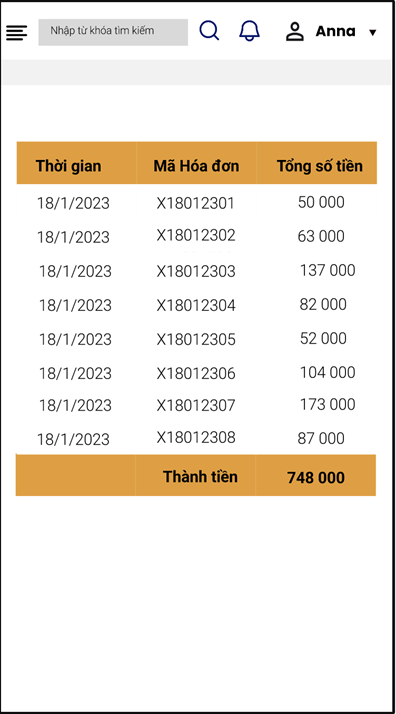 Nhập từ khóa tìm kiếm Anna
Thời gian Mã Hóa đơn Tổng số tiền
18/1/2023 X18012301 50 000
18/1/2023 X18012302 63 000
18/1/2023 X18012303 137 000
18/1/2023 X18012304 82 000
18/1/2023 X18012305 52 000
18/1/2023 X18012306 104 000
18/1/2023 X18012307 173 000
18/1/2023 X18012308 87 000
Thành tiền 748 000